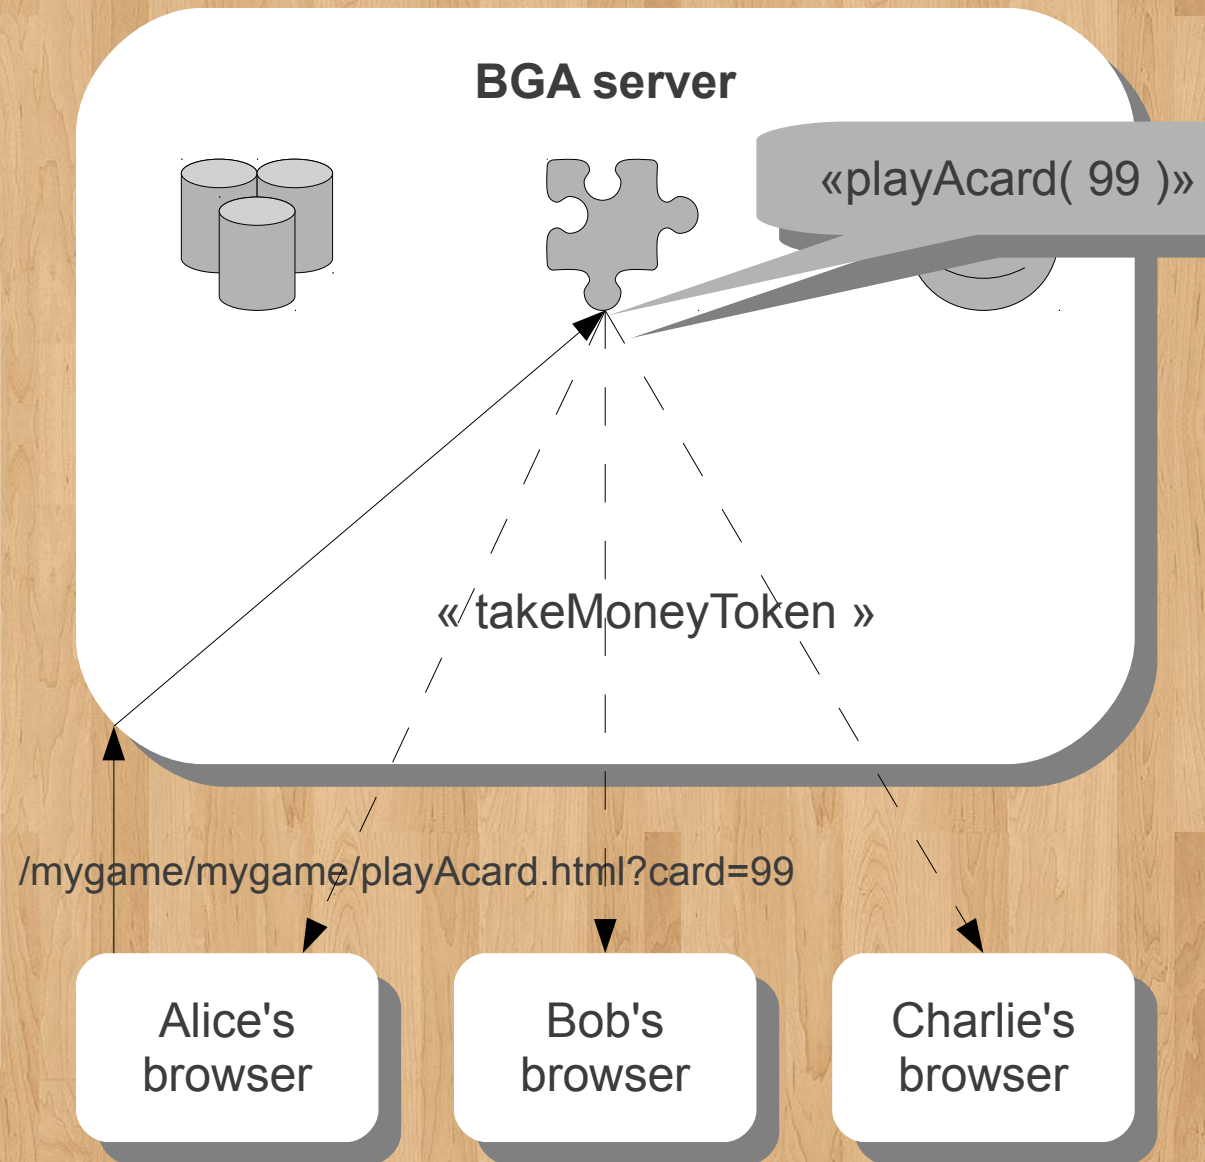 BGA server
«playAcard( 99 )»
« takeMoneyToken »
/mygame/mygame/playAcard.html?card=99
Alice's
browser
Bob's
browser
Charlie's
browser